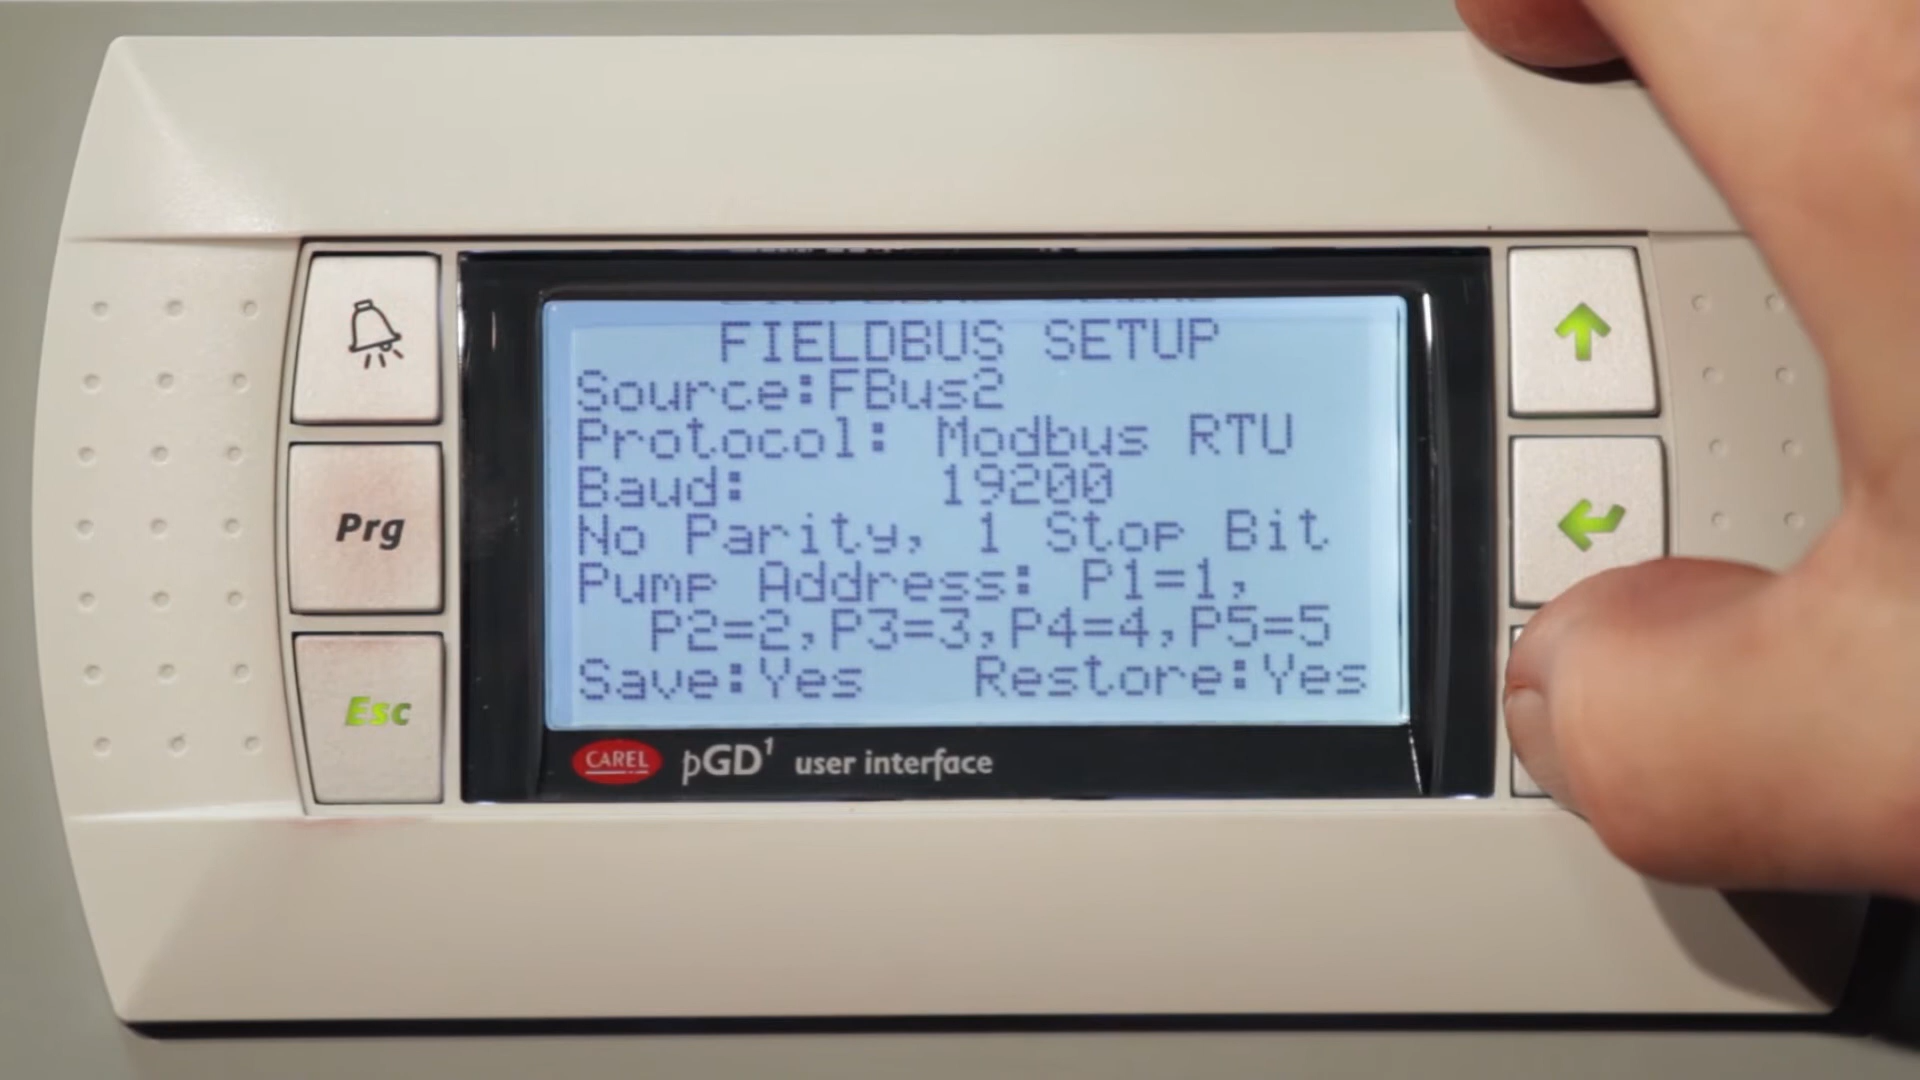 FIELDBUS SETUP
Source:FBus2
Protocol: Modbus RTU
Baud: 19200
No Parity, 1 Stop Bit
Pump Address: P1=1,
P2=2,P3=3,P4=4,P5=5
Save:Yes Restore:Yes
Prg
Esc
CAREL pGD1 user interface